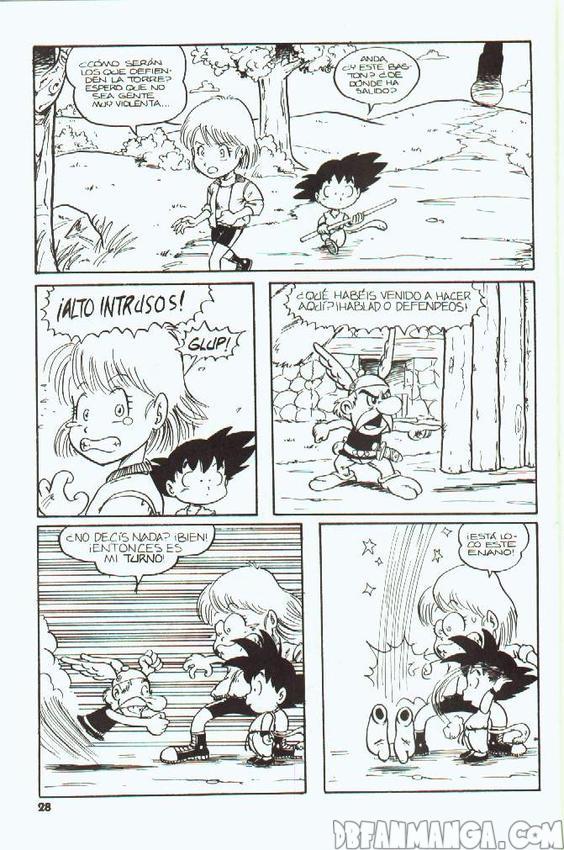 ¿CÓMO SERÁN
LOS QUE DEFIEN-
DEN LA TORRE?
ESPERO QUE NO
SEA GENTE
MUY VIOLENTA...
ANDA,
¿Y ESTE BAS-
TÓN? ¿DE
DÓNDE HA
SALIDO?
¡ALTO INTRUSOS!
GLUP!
¿QUÉ HABÉIS VENIDO A HACER
AQUÍ? ¡HABLAD O DEFENDEOS!
¿NO DECÍS NADA? ¡BIEN!
¡ENTONCES ES
MI TURNO!
¡ESTÁ LO-
CO ESTE
ENANO!
28
DBFANMANGA.COM